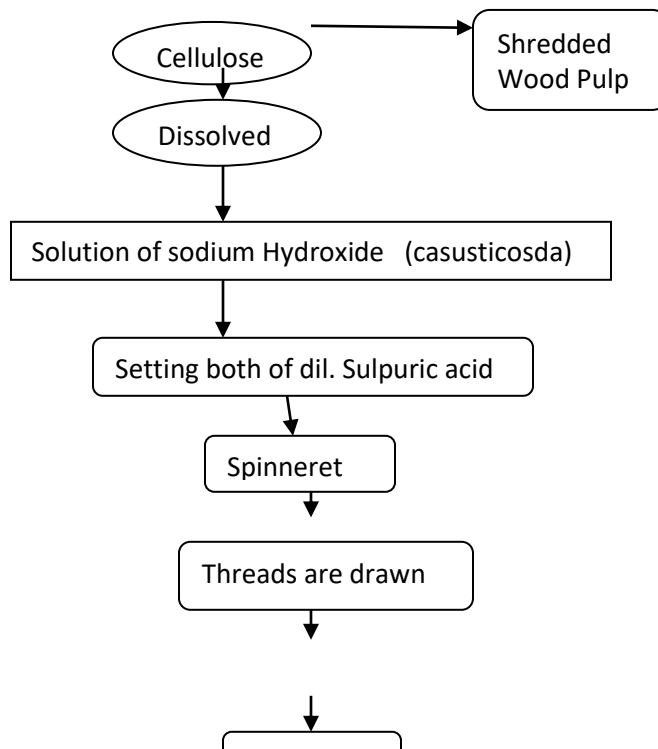 Cellulose
Shredded
Wood Pulp
Dissolved
Solution of sodium Hydroxide (casusticosda)
Setting both of dil. Sulpuric acid
Spinneret
Threads are drawn